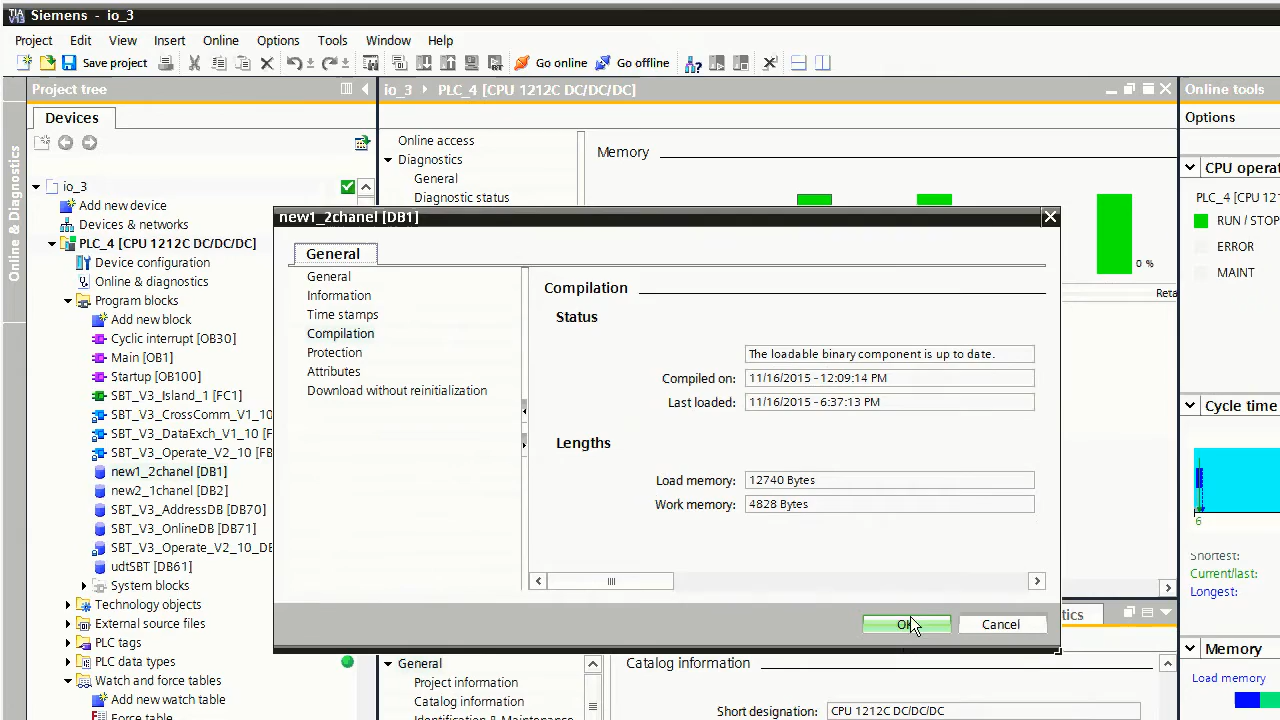 TIA V13 Siemens - io_3
Project Edit View Insert Online Options Tools Window Help
Save project Go online Go offline
Project tree
io_3 PLC_4 [CPU 1212C DC/DC/DC]
Online tools
Devices
Options
Online & Diagnostics
Online access
Diagnostics
General
Diagnostic status
Memory
0 %
Reta
io_3
Add new device
Devices & networks
PLC_4 [CPU 1212C DC/DC/DC]
Device configuration
Online & diagnostics
Program blocks
Add new block
Cyclic interrupt [OB30]
Main [OB1]
Startup [OB100]
SBT_V3_Island_1 [FC1]
SBT_V3_CrossComm_V1_10
SBT_V3_DataExch_V1_10 [F
SBT_V3_Operate_V2_10 [FB
new1_2chanel [DB1]
new2_1chanel [DB2]
SBT_V3_AddressDB [DB70]
SBT_V3_OnlineDB [DB71]
SBT_V3_Operate_V2_10_DB
udtSBT [DB61]
System blocks
Technology objects
External source files
PLC tags
PLC data types
Watch and force tables
Add new watch table
Force table
new1_2chanel [DB1]
General
General
Information
Time stamps
Compilation
Protection
Attributes
Download without reinitialization
Compilation
Status
The loadable binary component is up to date.
Compiled on: 11/16/2015 - 12:09:14 PM
Last loaded: 11/16/2015 - 6:37:13 PM
Lengths
Load memory: 12740 Bytes
Work memory: 4828 Bytes
OK Cancel
General
Project information
Catalog information
Identification & Maintenance
Catalog information
Short designation: CPU 1212C DC/DC/DC
CPU operat
PLC_4 [CPU 1212
RUN / STOP
ERROR
MAINT
Cycle time
6
Shortest:
Current/last:
Longest:
Memory
Load memory